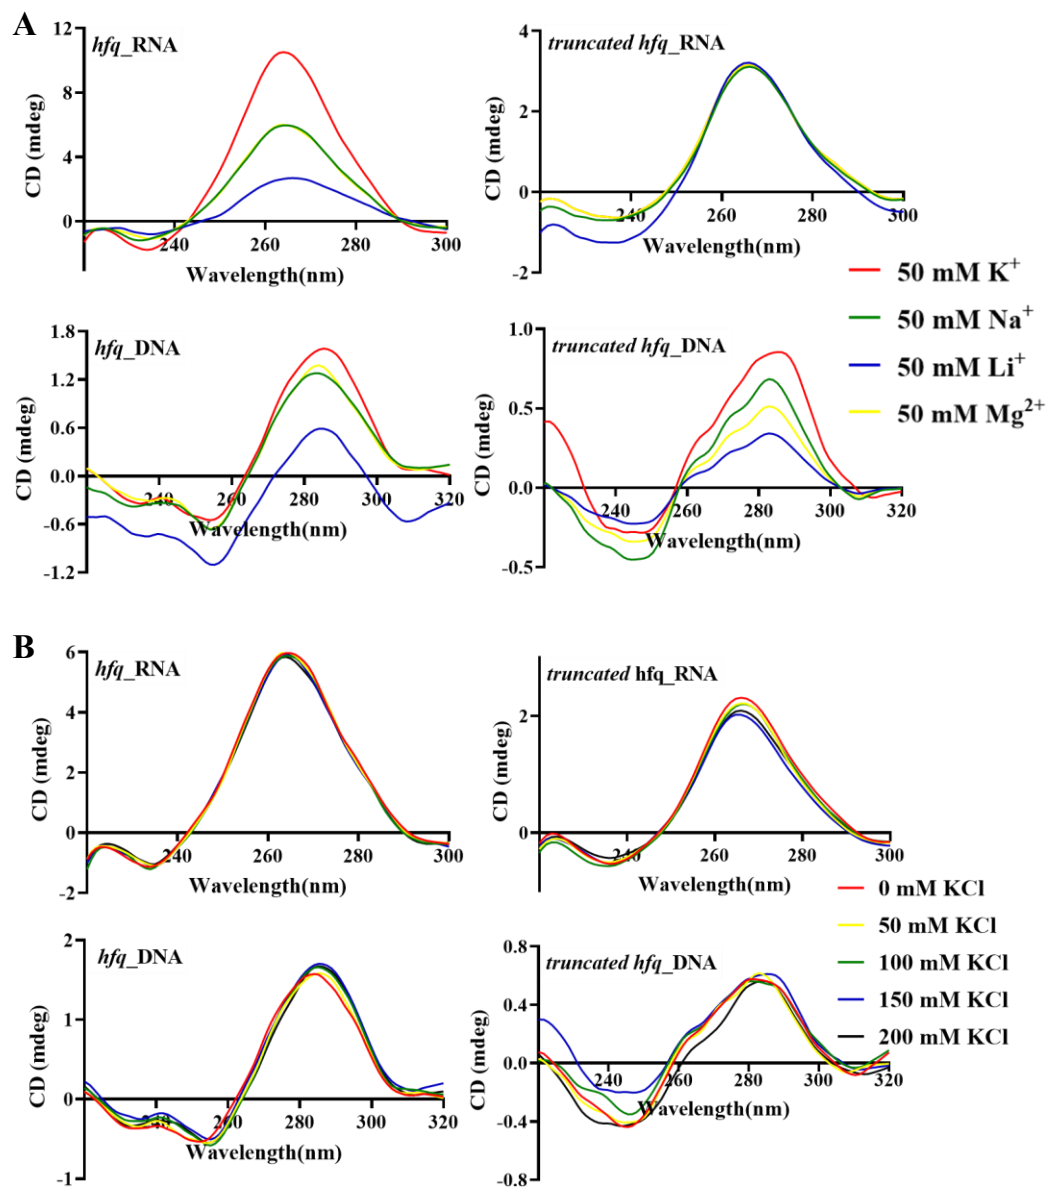 A
hfq_RNA
CD (mdeg)
12
8
4
0
240
260
280
300
Wavelength(nm)
truncated hfq_RNA
CD (mdeg)
4
2
0
-2
240
260
280
300
Wavelength(nm)
hfq_DNA
CD (mdeg)
1.8
1.2
0.6
0.0
-0.6
-1.2
240
260
280
300
320
Wavelength(nm)
truncated hfq_DNA
CD (mdeg)
1.0
0.5
0.0
-0.5
240
260
280
300
320
Wavelength(nm)
50 mM K⁺
50 mM Na⁺
50 mM Li⁺
50 mM Mg²⁺
B
hfq_RNA
CD (mdeg)
6
4
2
0
-2
240
260
280
300
Wavelength(nm)
truncated hfq_RNA
CD (mdeg)
2
0
240
260
280
300
Wavelength(nm)
hfq_DNA
CD (mdeg)
2
1
0
-1
240
260
280
300
320
Wavelength(nm)
truncated hfq_DNA
CD (mdeg)
0.8
0.4
0.0
-0.4
-0.8
240
260
280
300
320
Wavelength(nm)
0 mM KCl
50 mM KCl
100 mM KCl
150 mM KCl
200 mM KCl